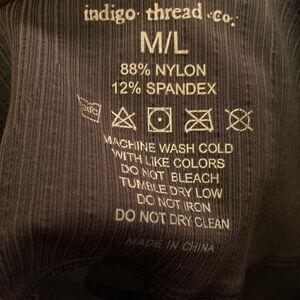 indigo thread co.
M/L
88% NYLON
12% SPANDEX
MACHINE WASH COLD
WITH LIKE COLORS
DO NOT BLEACH
TUMBLE DRY LOW
DO NOT IRON
DO NOT DRY CLEAN
MADE IN CHINA